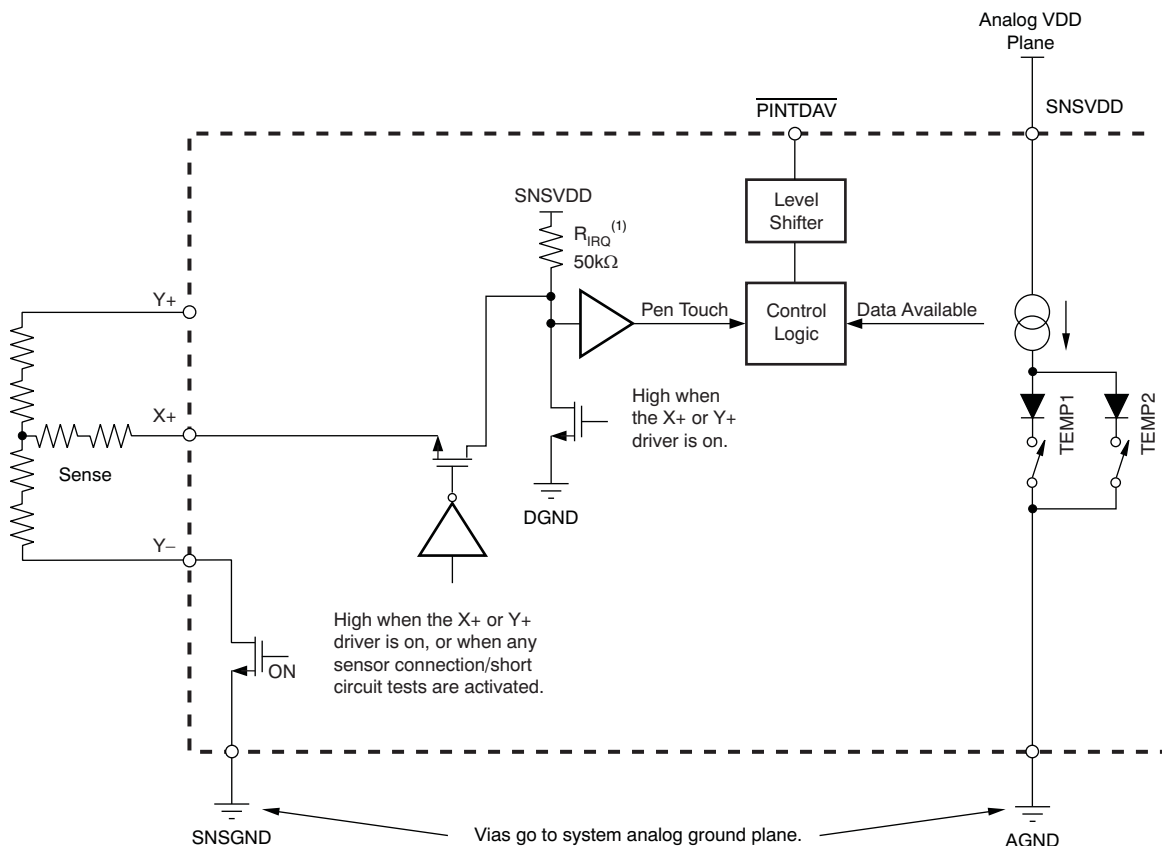 Analog VDD
Plane
PINTDAV
SNSVDD
SNSVDD
Level
Shifter
RIRQ(1)
50kΩ
Y+
Pen Touch
Control
Logic
Data Available
High when
the X+ or Y+
driver is on.
TEMP1
TEMP2
X+
Sense
DGND
Y–
High when the X+ or Y+
driver is on, or when any
sensor connection/short
circuit tests are activated.
ON
Vias go to system analog ground plane.
SNSGND
AGND